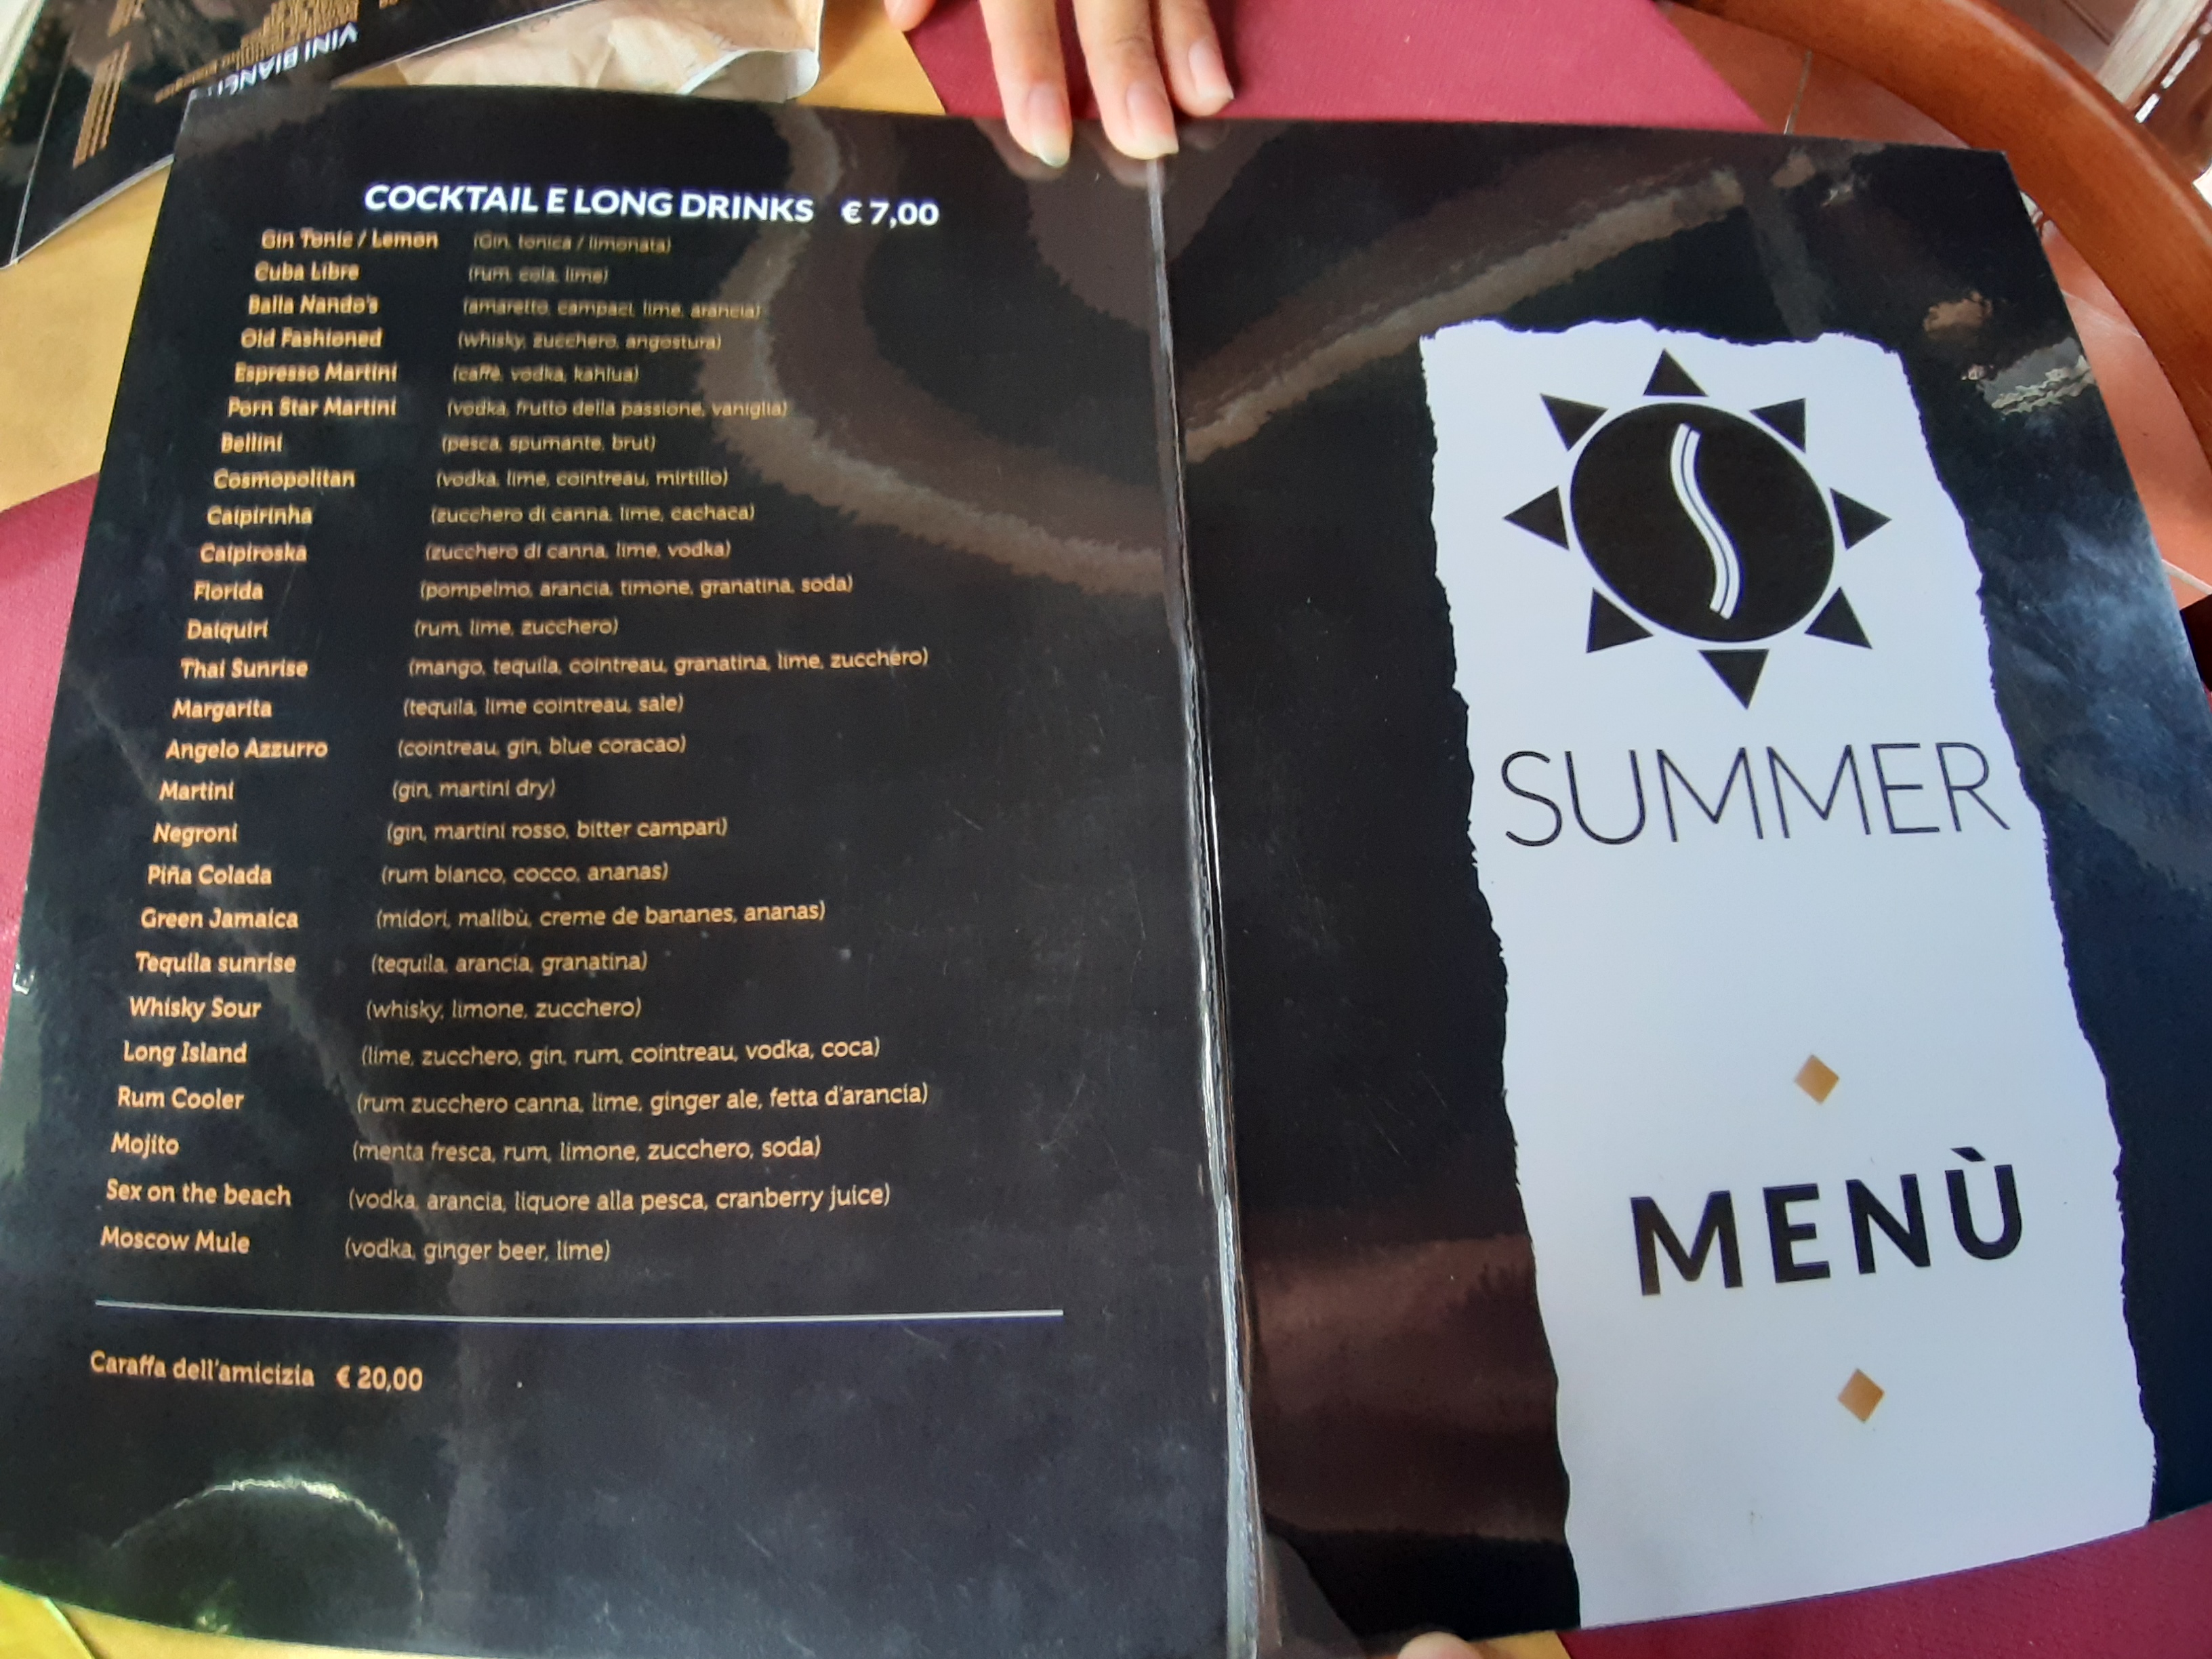 VINI BIANCHI
COCKTAIL E LONG DRINKS € 7,00
Gin Tonic / Lemon (Gin, tonica / limonata)
Cuba Libre (rum, cola, lime)
Balla Nando's (amaretto, campari, lime, arancia)
Old Fashioned (whisky, zucchero, angostura)
Espresso Martini (caffè, vodka, kahlua)
Porn Star Martini (vodka, frutto della passione, vaniglia)
Bellini (pesca, spumante, brut)
Cosmopolitan (vodka, lime, cointreau, mirtillo)
Caipirinha (zucchero di canna, lime, cachaca)
Caipiroska (zucchero di canna, lime, vodka)
Florida (pompelmo, arancia, timone, granatina, soda)
Daiquiri (rum, lime, zucchero)
Thai Sunrise (mango, tequila, cointreau, granatina, lime, zucchero)
Margarita (tequila, lime cointreau, sale)
Angelo Azzurro (cointreau, gin, blue coracao)
Martini (gin, martini dry)
Negroni (gin, martini rosso, bitter campari)
Piña Colada (rum bianco, cocco, ananas)
Green Jamaica (midori, malibù, creme de bananes, ananas)
Tequila sunrise (tequila, arancia, granatina)
Whisky Sour (whisky, limone, zucchero)
Long Island (lime, zucchero, gin, rum, cointreau, vodka, coca)
Rum Cooler (rum zucchero canna, lime, ginger ale, fetta d'arancia)
Mojito (menta fresca, rum, limone, zucchero, soda)
Sex on the beach (vodka, arancia, liquore alla pesca, cranberry juice)
Moscow Mule (vodka, ginger beer, lime)
Caraffa dell'amicizia € 20,00
SUMMER
MENÙ